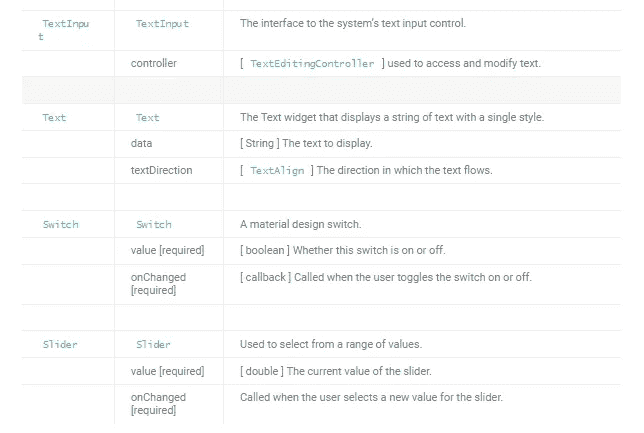 TextInpu TextInput The interface to the system's text input control.
t
controller [ TextEditingController ] used to access and modify text.
Text Text The Text widget that displays a string of text with a single style.
data [ String ] The text to display.
textDirection [ TextAlign ] The direction in which the text flows.
Switch Switch A material design switch.
value [required] [ boolean ] Whether this switch is on or off.
onChanged [ callback ] Called when the user toggles the switch on or off.
[required]
Slider Slider Used to select from a range of values.
value [required] [ double ] The current value of the slider.
onChanged Called when the user selects a new value for the slider.
[required]